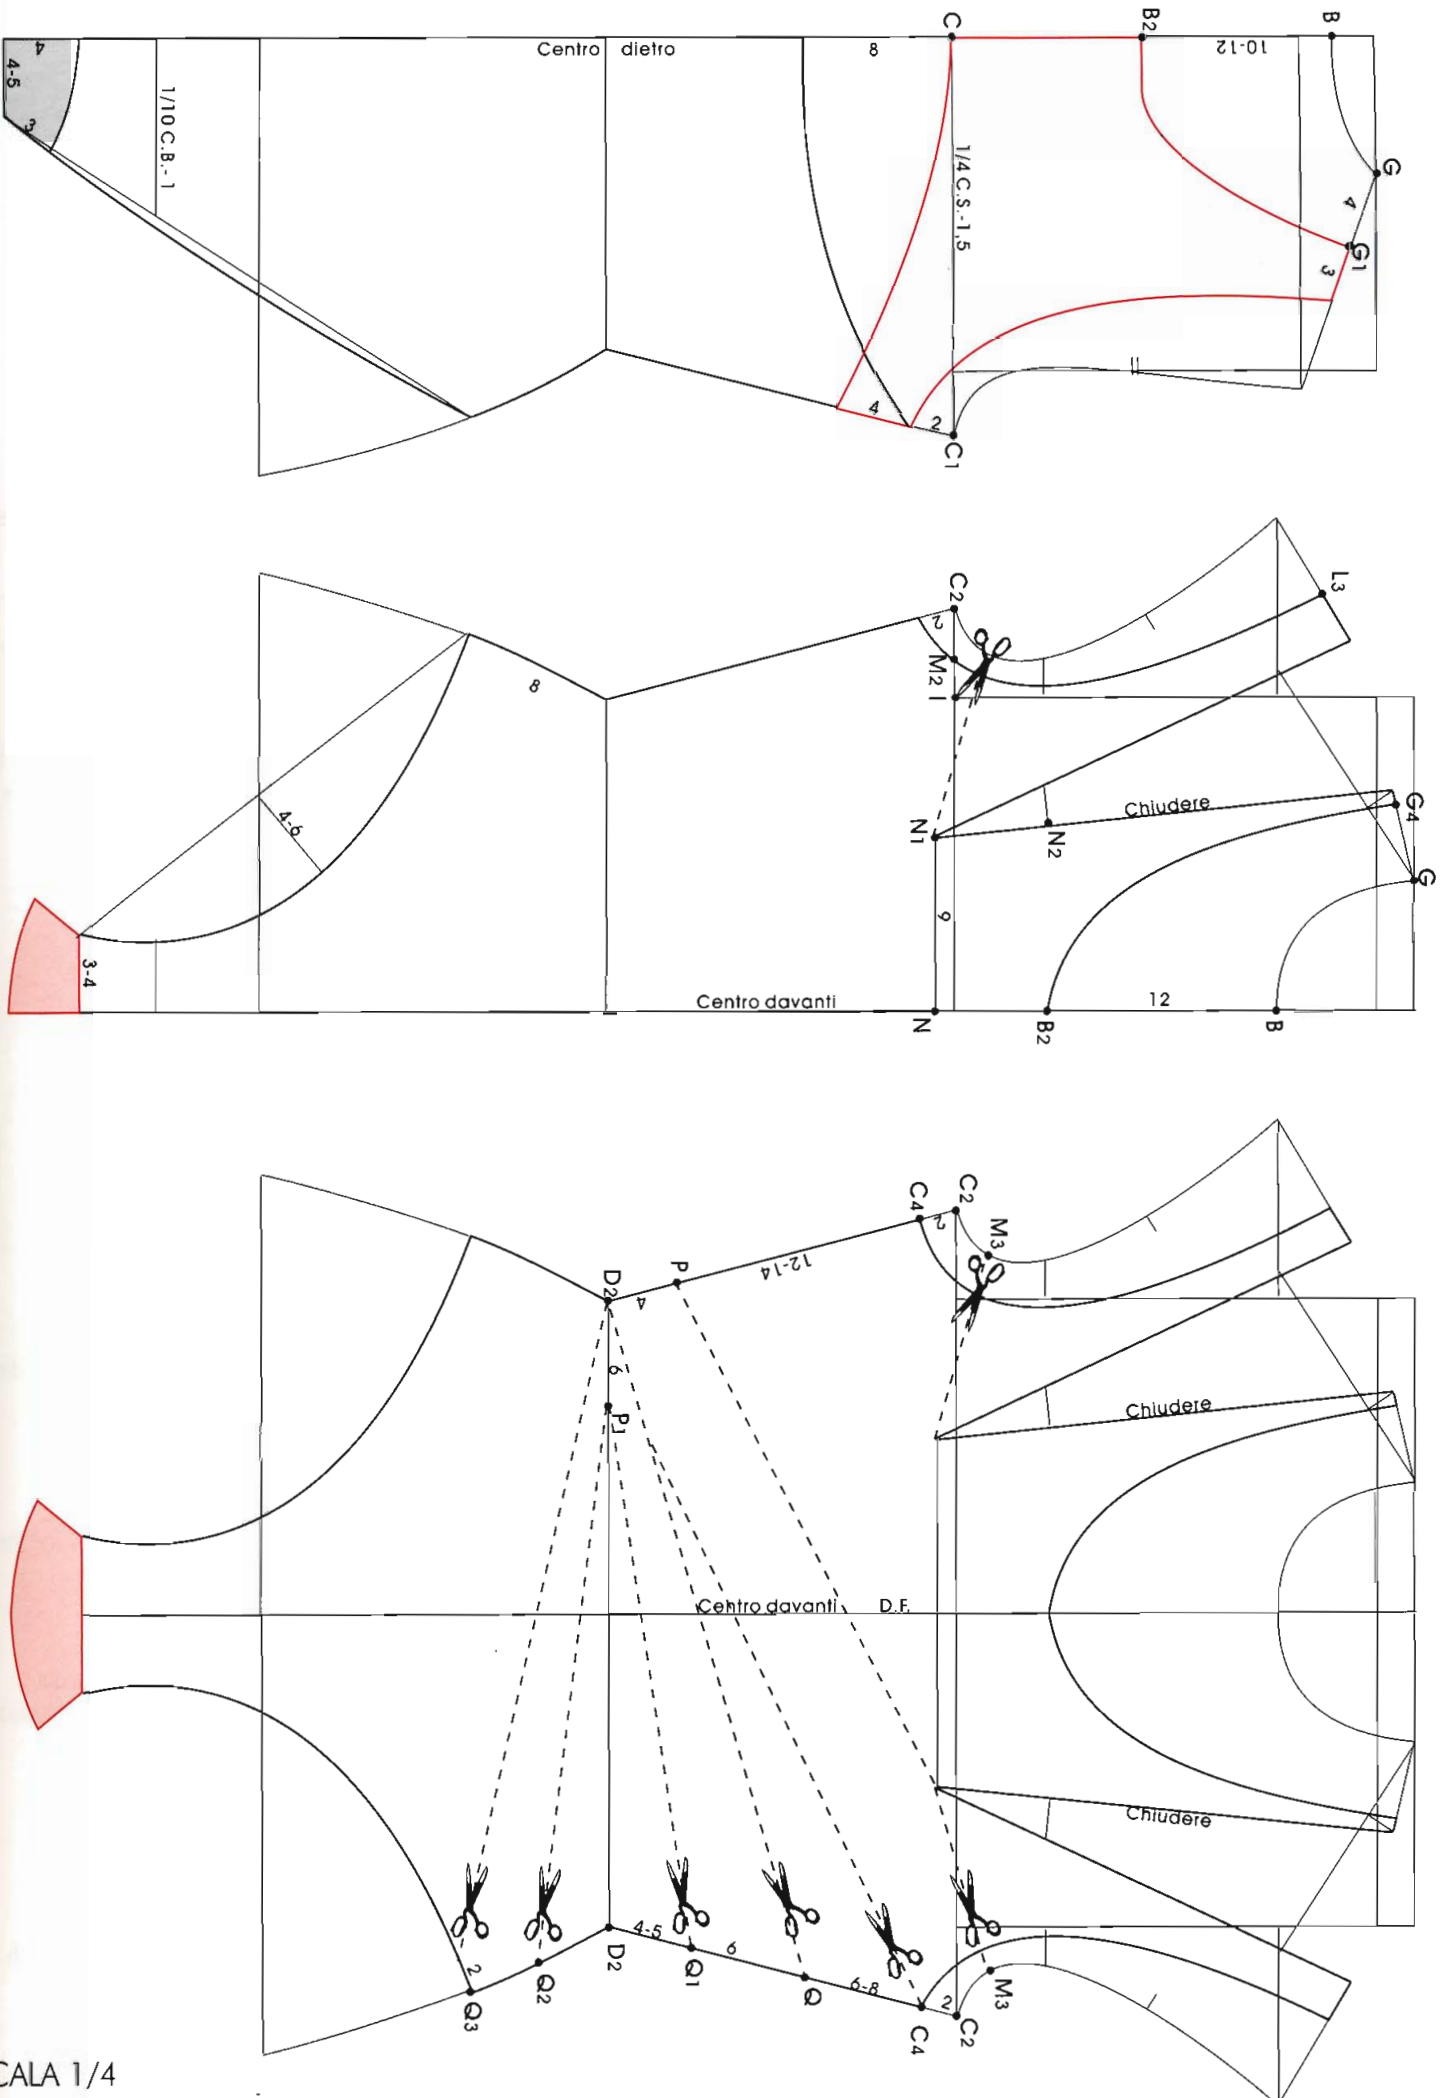 B
B2
C
G
G1
C1
10-12
4
3
1/4 C.S.-1,5
8
Centro dietro
4
2
1/10 C.B.-1
4
4-5
3
L3
C2
2
M2
I
G4
G
Chiudere
N1
N2
9
8
4-6
3-4
Centro davanti
N
B2
12
B
C4
C2
2
M3
12-14
P
D2
4
6
P1
Chiudere
Centro davanti
D.F.
Chiudere
2
Q3
Q2
D2
4-5
Q1
6
Q
6-8
C4
2
C2
M3
CALA 1/4